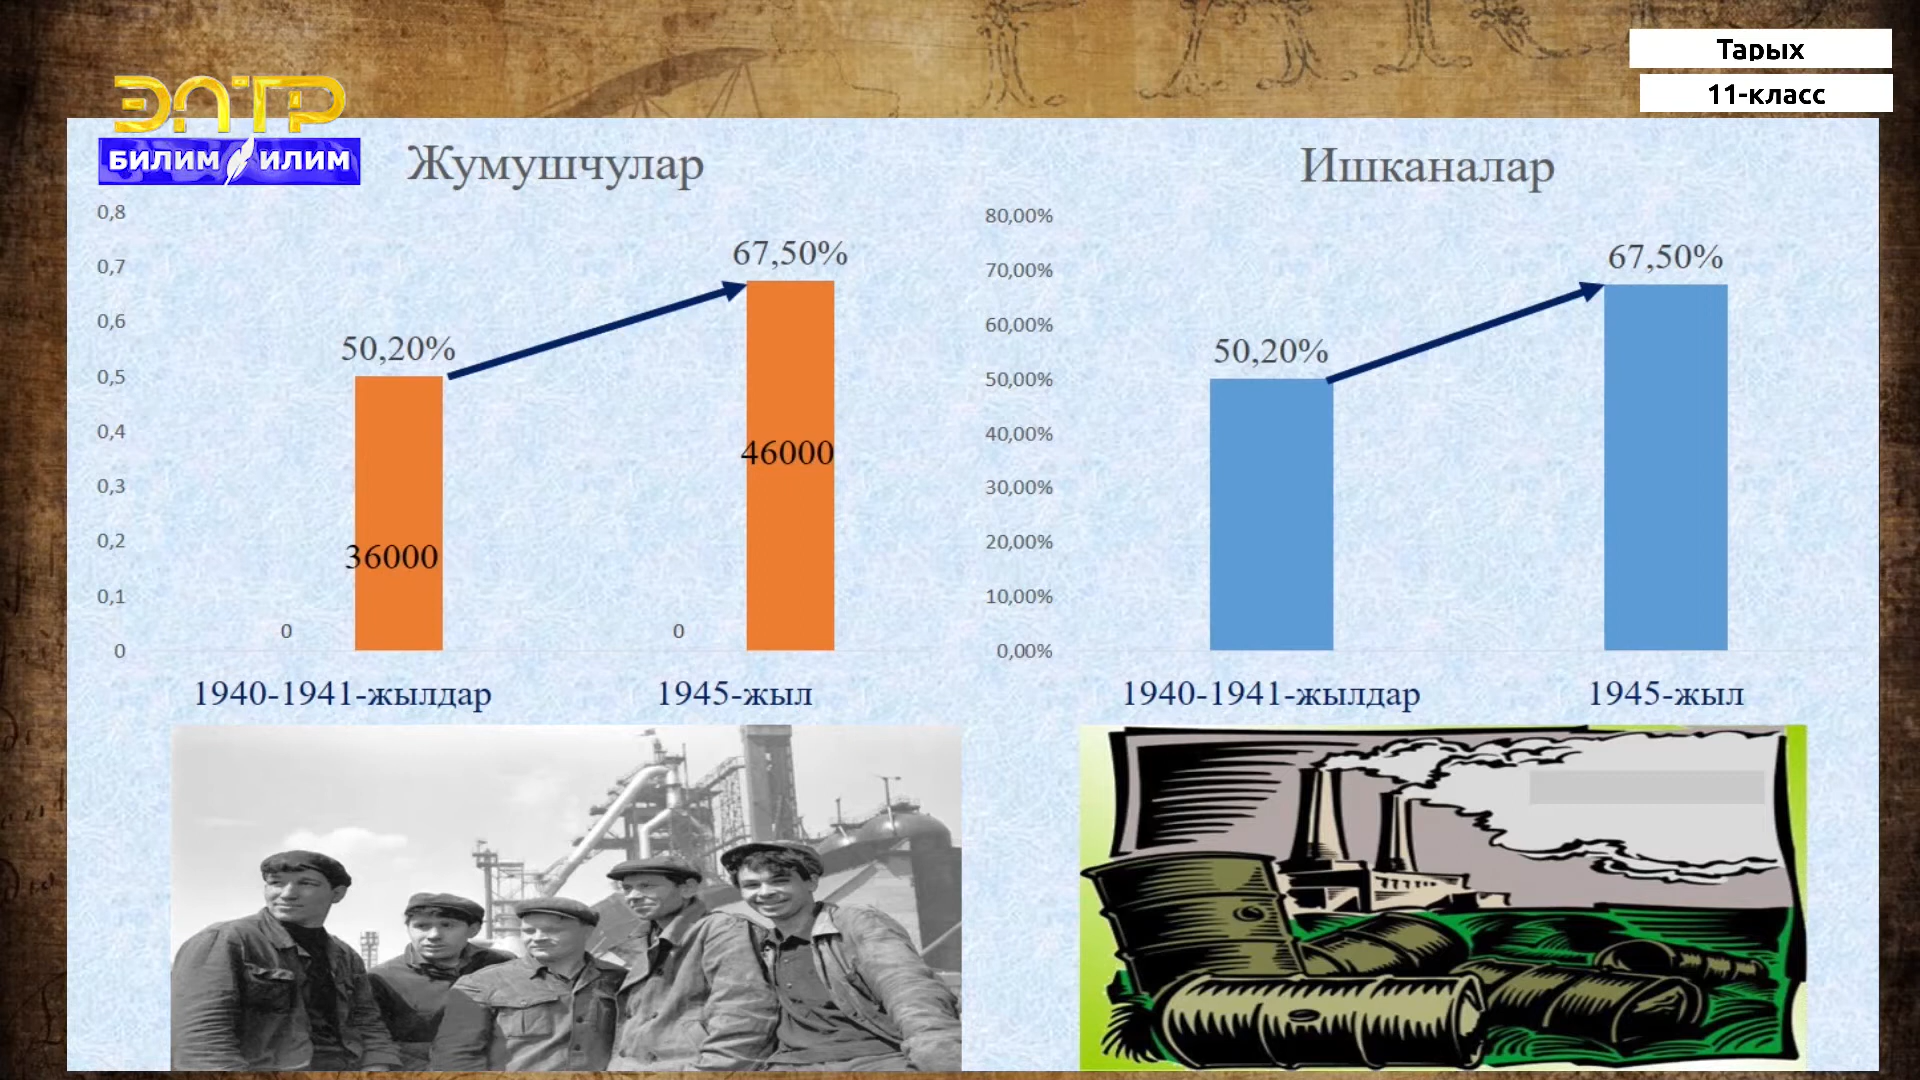 Тарых
11-класс
ЭЛТР
БИЛИМ ИЛИМ
Жумушчулар
0,8
0,7
0,6
0,5
0,4
0,3
0,2
0,1
0
67,50%
50,20%
46000
36000
0
0
1940-1941-жылдар
1945-жыл
Ишканалар
80,00%
70,00%
60,00%
50,00%
40,00%
30,00%
20,00%
10,00%
0,00%
67,50%
50,20%
1940-1941-жылдар
1945-жыл